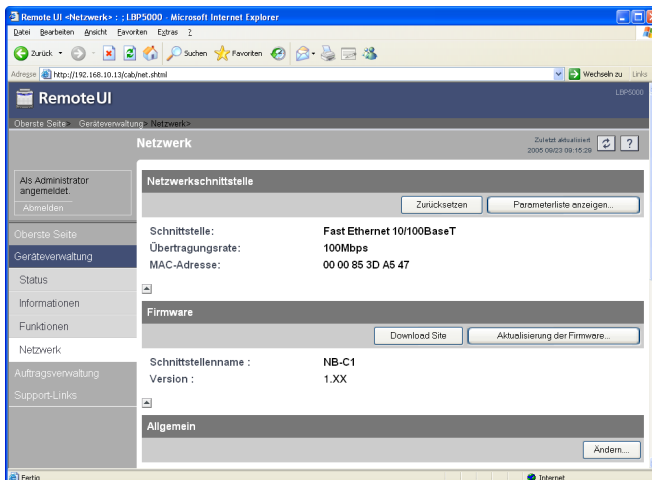 Remote UI <Netzwerk> : ; LBP5000 - Microsoft Internet Explorer
Datei Bearbeiten Ansicht Favoriten Extras ?
Zurück Suchen Favoriten
Adresse http://192.168.10.13/cab/net.shtml Wechseln zu Links
RemoteUI LBP5000
Oberste Seite> Geräteverwaltung> Netzwerk>
Netzwerk
Zuletzt aktualisiert
2005 09/23 09:15:29 ?
Als Administrator
angemeldet.
Abmelden
Oberste Seite
Geräteverwaltung
Status
Informationen
Funktionen
Netzwerk
Auftragsverwaltung
Support-Links
Netzwerkschnittstelle
Zurücksetzen Parameterliste anzeigen...
Schnittstelle: Fast Ethernet 10/100BaseT
Übertragungsrate: 100Mbps
MAC-Adresse: 00 00 85 3D A5 47
Firmware
Download Site Aktualisierung der Firmware...
Schnittstellenname : NB-C1
Version : 1.XX
Allgemein
Ändern...
Fertig Internet